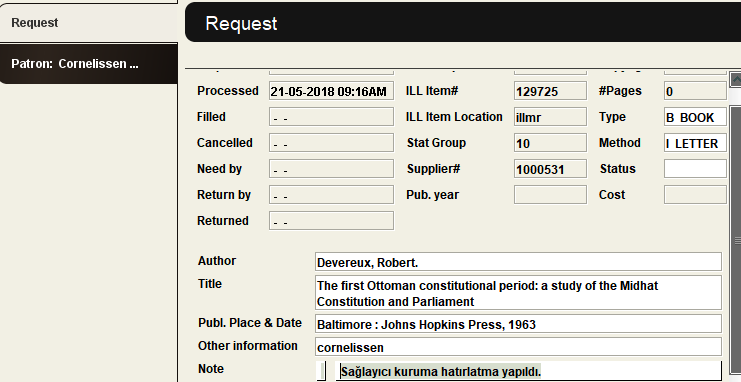 Request
Request
Patron: Cornelissen ...
Processed 21-05-2018 09:16AM ILL Item# 129725 #Pages 0
Filled - - ILL Item Location illmr Type B BOOK
Cancelled - - Stat Group 10 Method I LETTER
Need by - - Supplier# 1000531 Status
Return by - - Pub. year Cost
Returned - -
Author Devereux, Robert.
Title The first Ottoman constitutional period: a study of the Midhat
Constitution and Parliament
Publ. Place & Date Baltimore : Johns Hopkins Press, 1963
Other information cornelissen
Note Sağlayıcı kuruma hatırlatma yapıldı.